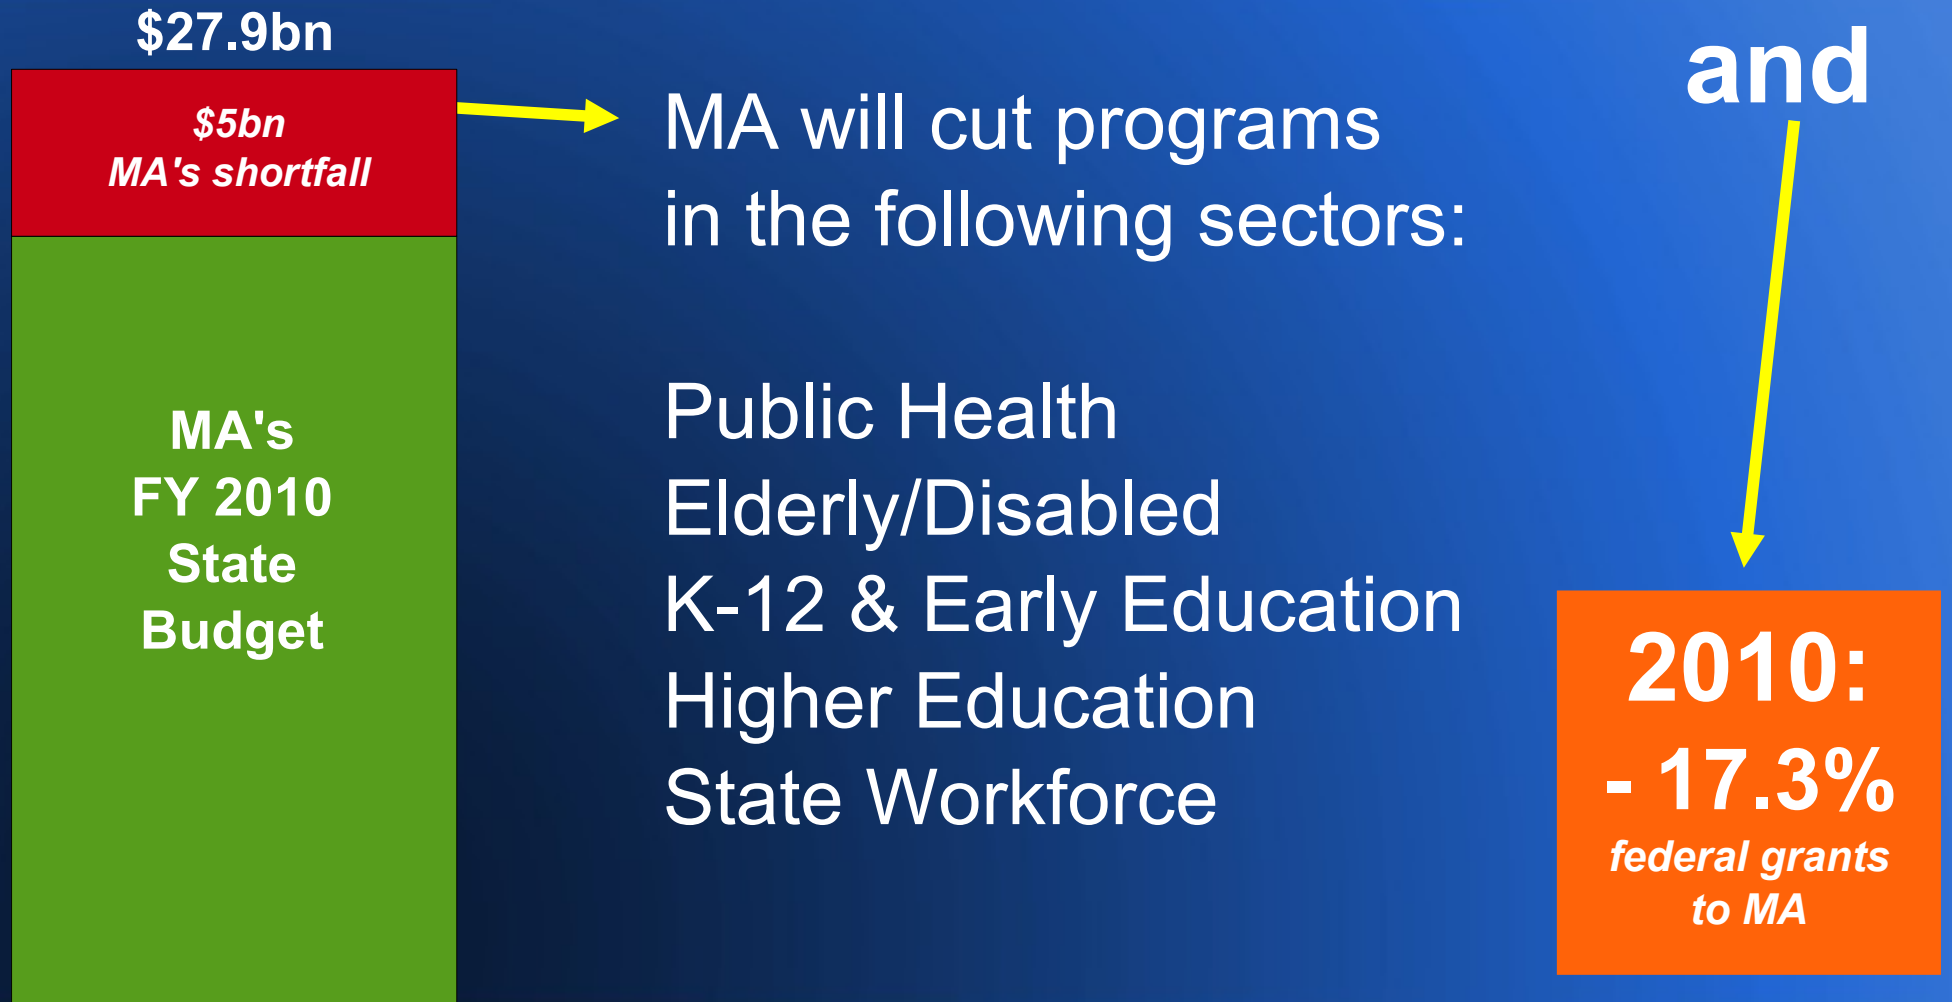 $27.9bn
$5bn
MA's shortfall
MA's
FY 2010
State
Budget
MA will cut programs
in the following sectors:
Public Health
Elderly/Disabled
K-12 & Early Education
Higher Education
State Workforce
and
2010:
- 17.3%
federal grants
to MA